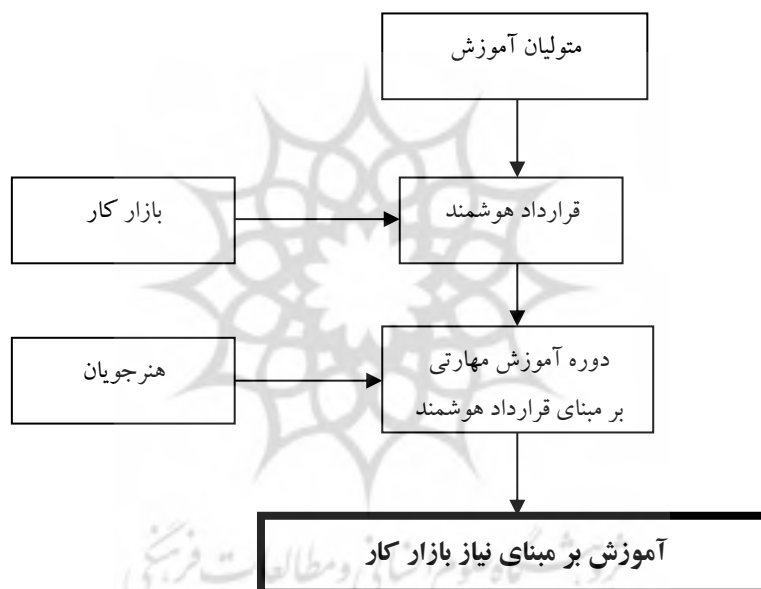 متولیان آموزش
قرارداد هوشمند
بازار کار
دوره آموزش مهارتی
بر مبنای قرارداد هوشمند
هنرجویان
آموزش بر مبنای نیاز بازار کار